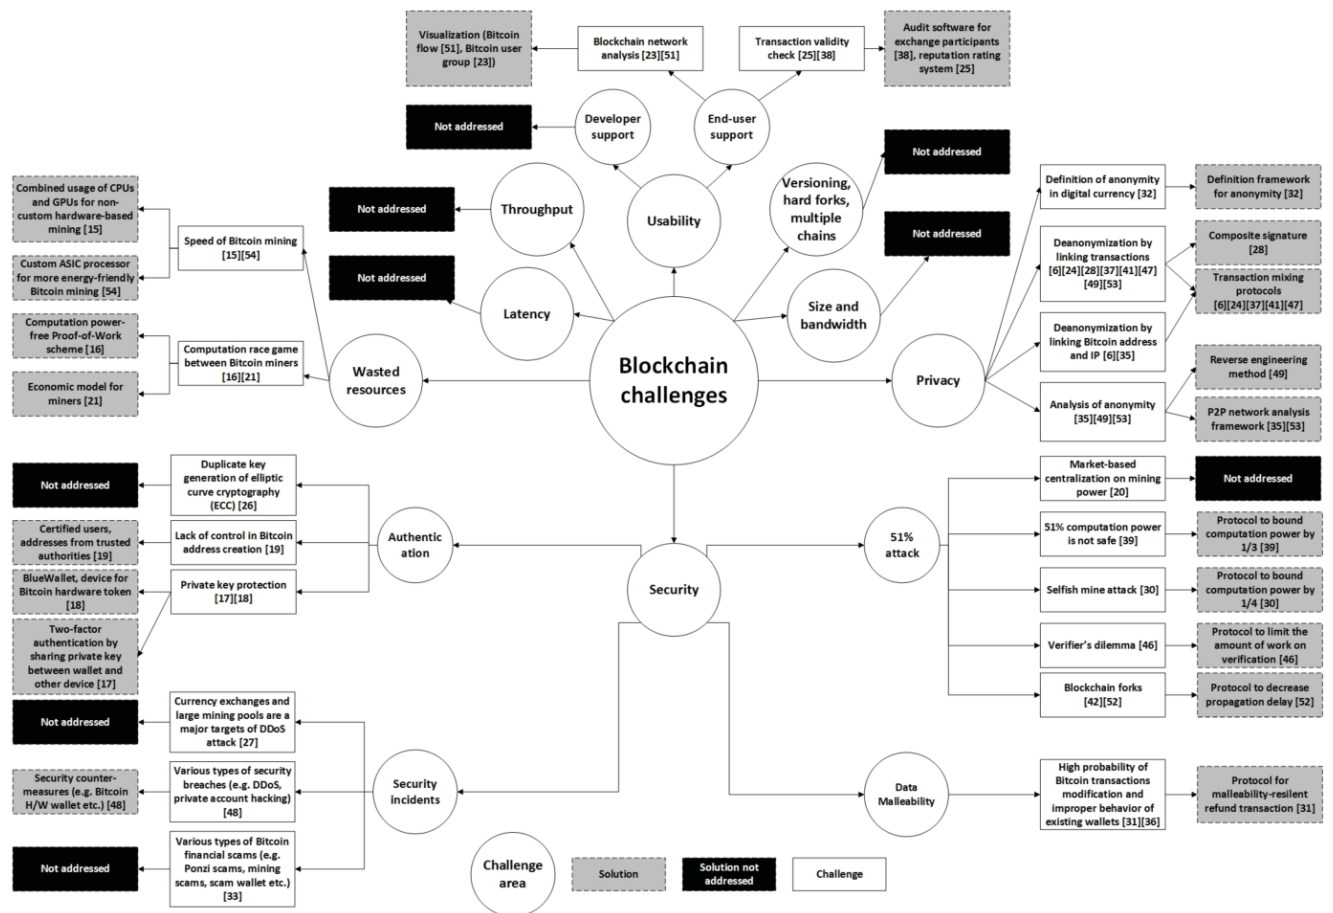 Visualization (Bitcoin
flow [51], Bitcoin user
group [23])
Blockchain network
analysis [23][51]
Transaction validity
check [25][38]
Audit software for
exchange participants
[38], reputation rating
system [25]
Not addressed
Developer
support
End-user
support
Not addressed
Not addressed
Throughput
Usability
Versioning,
hard forks,
multiple
chains
Not addressed
Not addressed
Latency
Size and
bandwidth
Combined usage of CPUs
and GPUs for non-
custom hardware-based
mining [15]
Custom ASIC processor
for more energy-friendly
Bitcoin mining [54]
Speed of Bitcoin mining
[15][54]
Computation power-
free Proof-of-Work
scheme [16]
Economic model for
miners [21]
Computation race game
between Bitcoin miners
[16][21]
Wasted
resources
Blockchain
challenges
Privacy
Definition of anonymity
in digital currency [32]
Definition framework
for anonymity [32]
Deanonymization by
linking transactions
[6][24][28][37][41][47]
[49][53]
Composite signature
[28]
Transaction mixing
protocols
[6][24][37][41][47]
Deanonymization by
linking Bitcoin address
and IP [6][35]
Analysis of anonymity
[35][49][53]
Reverse engineering
method [49]
P2P network analysis
framework [35][53]
Not addressed
Duplicate key
generation of elliptic
curve cryptography
(ECC) [26]
Certified users,
addresses from trusted
authorities [19]
Lack of control in Bitcoin
address creation [19]
BlueWallet, device for
Bitcoin hardware token
[18]
Private key protection
[17][18]
Two-factor
authentication by
sharing private key
between wallet and
other device [17]
Authentic
ation
Security
51%
attack
Market-based
centralization on mining
power [20]
Not addressed
51% computation power
is not safe [39]
Protocol to bound
computation power by
1/3 [39]
Selfish mine attack [30]
Protocol to bound
computation power by
1/4 [30]
Verifier's dilemma [46]
Protocol to limit the
amount of work on
verification [46]
Blockchain forks
[42][52]
Protocol to decrease
propagation delay [52]
Not addressed
Currency exchanges and
large mining pools are a
major targets of DDoS
attack [27]
Security counter-
measures (e.g. Bitcoin
H/W wallet etc.) [48]
Various types of security
breaches (e.g. DDoS,
private account hacking)
[48]
Not addressed
Various types of Bitcoin
financial scams (e.g.
Ponzi scams, mining
scams, scam wallet etc.)
[33]
Security
incidents
Data
Malleability
High probability of
Bitcoin transactions
modification and
improper behavior of
existing wallets [31][36]
Protocol for
malleability-resilent
refund transaction [31]
Challenge
area
Solution
Solution not
addressed
Challenge